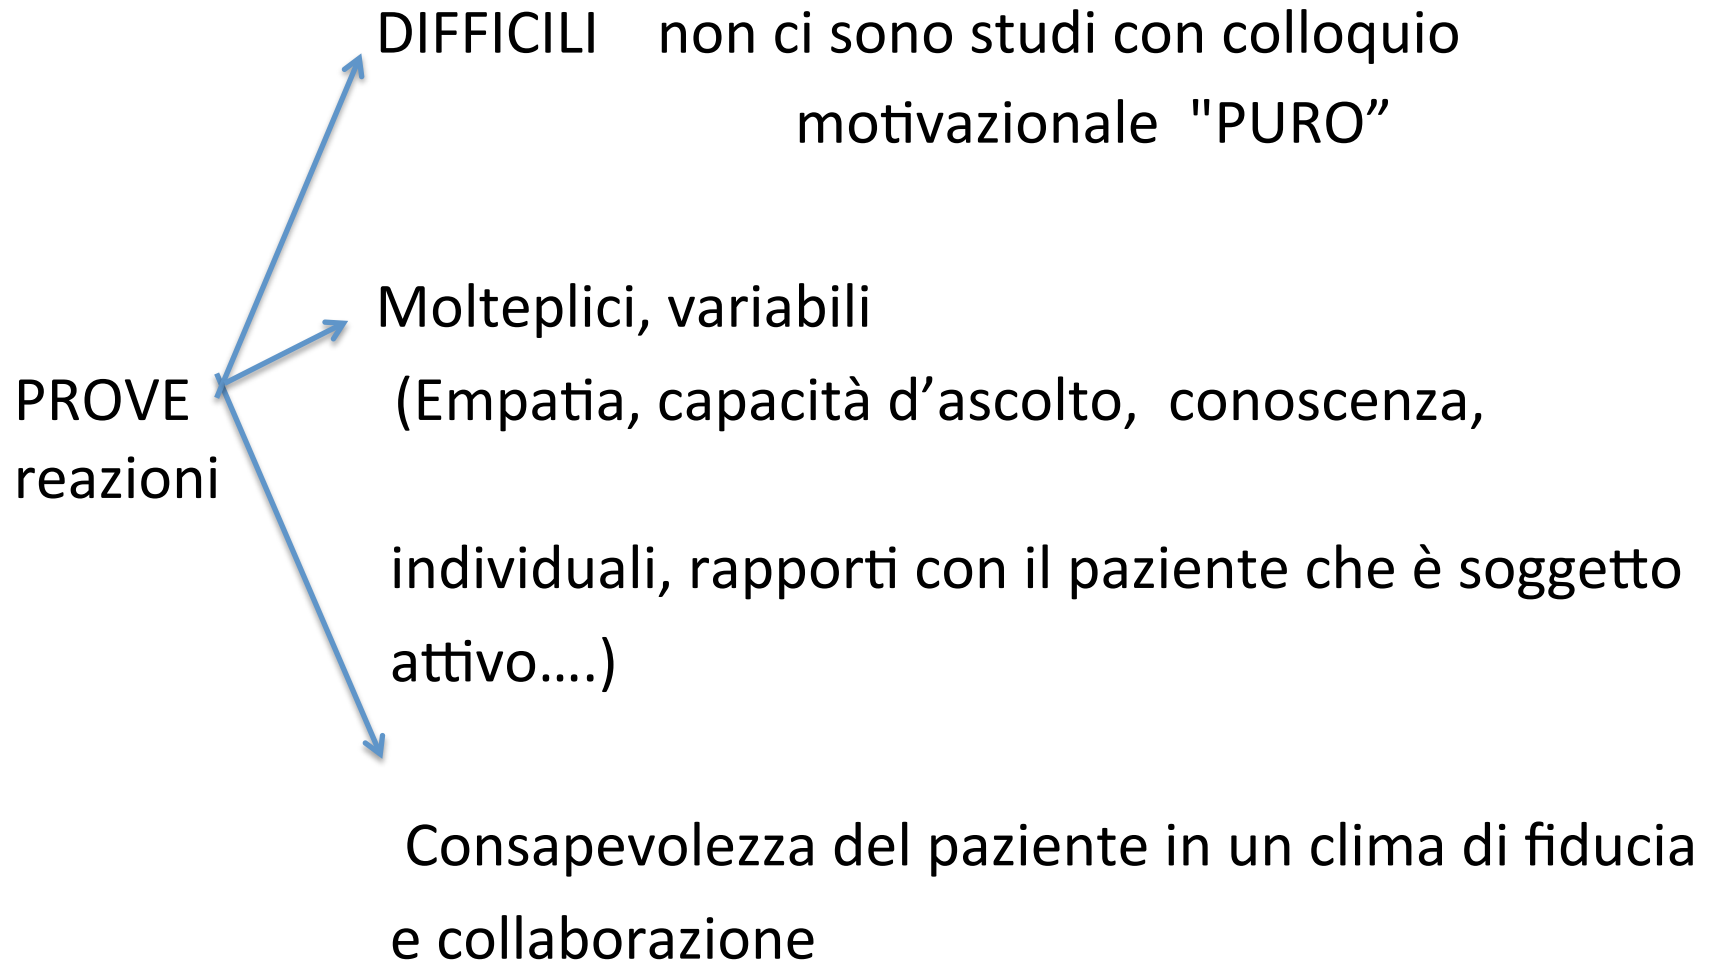 DIFFICILI non ci sono studi con colloquio
motivazionale "PURO”
Molteplici, variabili
PROVE
(Empatia, capacità d’ascolto, conoscenza,
reazioni
individuali, rapporti con il paziente che è soggetto
attivo….)
Consapevolezza del paziente in un clima di fiducia
e collaborazione